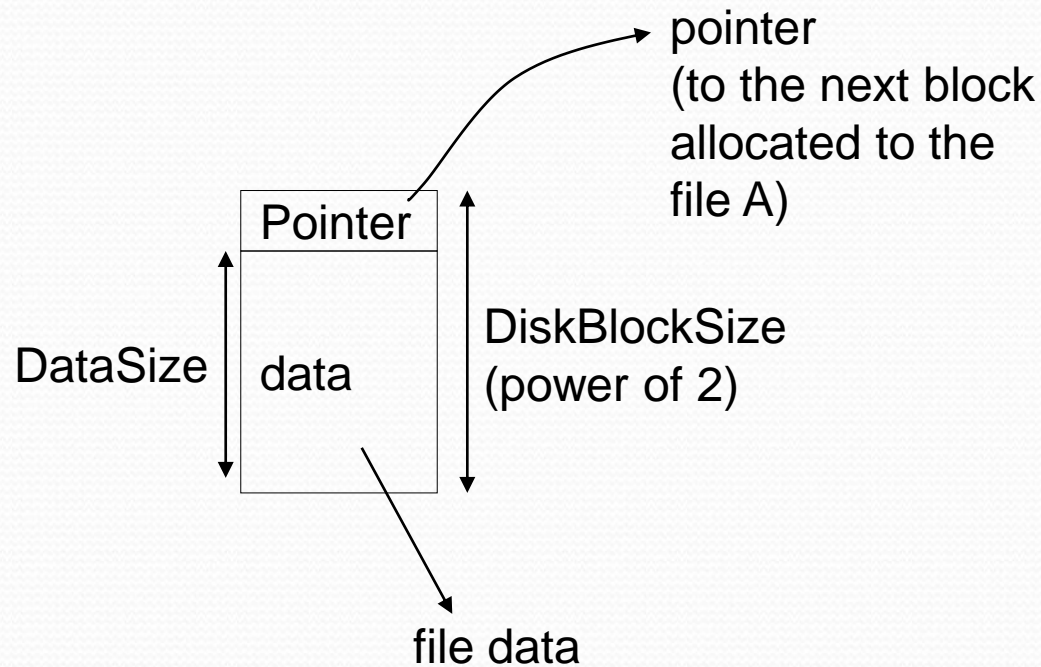 pointer
(to the next block
allocated to the
file A)
Pointer
DataSize
data
DiskBlockSize
(power of 2)
file data